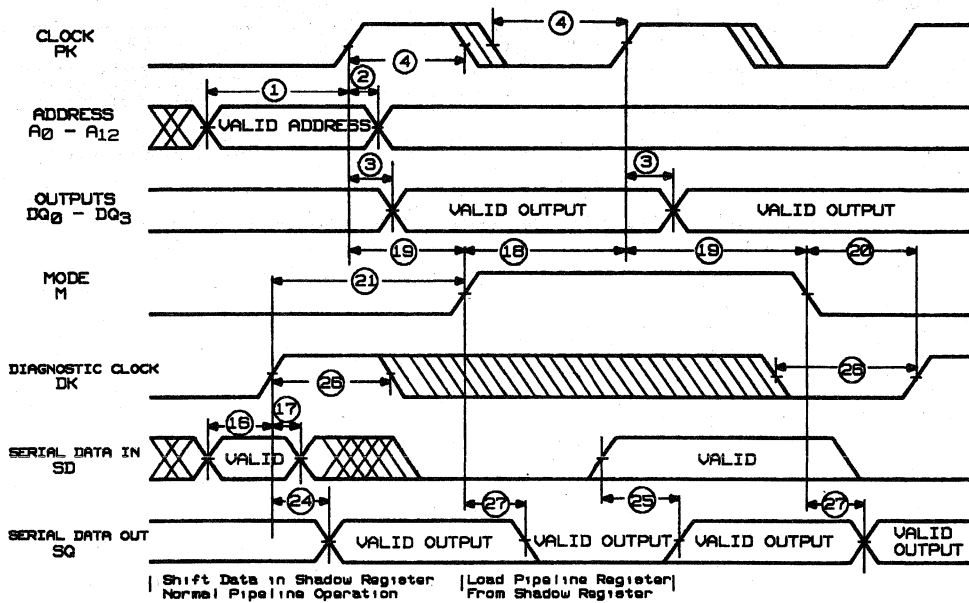 CLOCK
PK
4
4
2
1
ADDRESS
A0 - A12
VALID ADDRESS
3
3
OUTPUTS
DQ0 - DQ3
VALID OUTPUT
VALID OUTPUT
19
18
19
20
MODE
M
21
DIAGNOSTIC CLOCK
DK
26
26
16
17
SERIAL DATA IN
SD
VALID
VALID
24
27
25
27
SERIAL DATA OUT
SQ
VALID OUTPUT
VALID OUTPUT
VALID OUTPUT
VALID
OUTPUT
Shift Data in Shadow Register
Normal Pipeline Operation
Load Pipeline Register
From Shadow Register